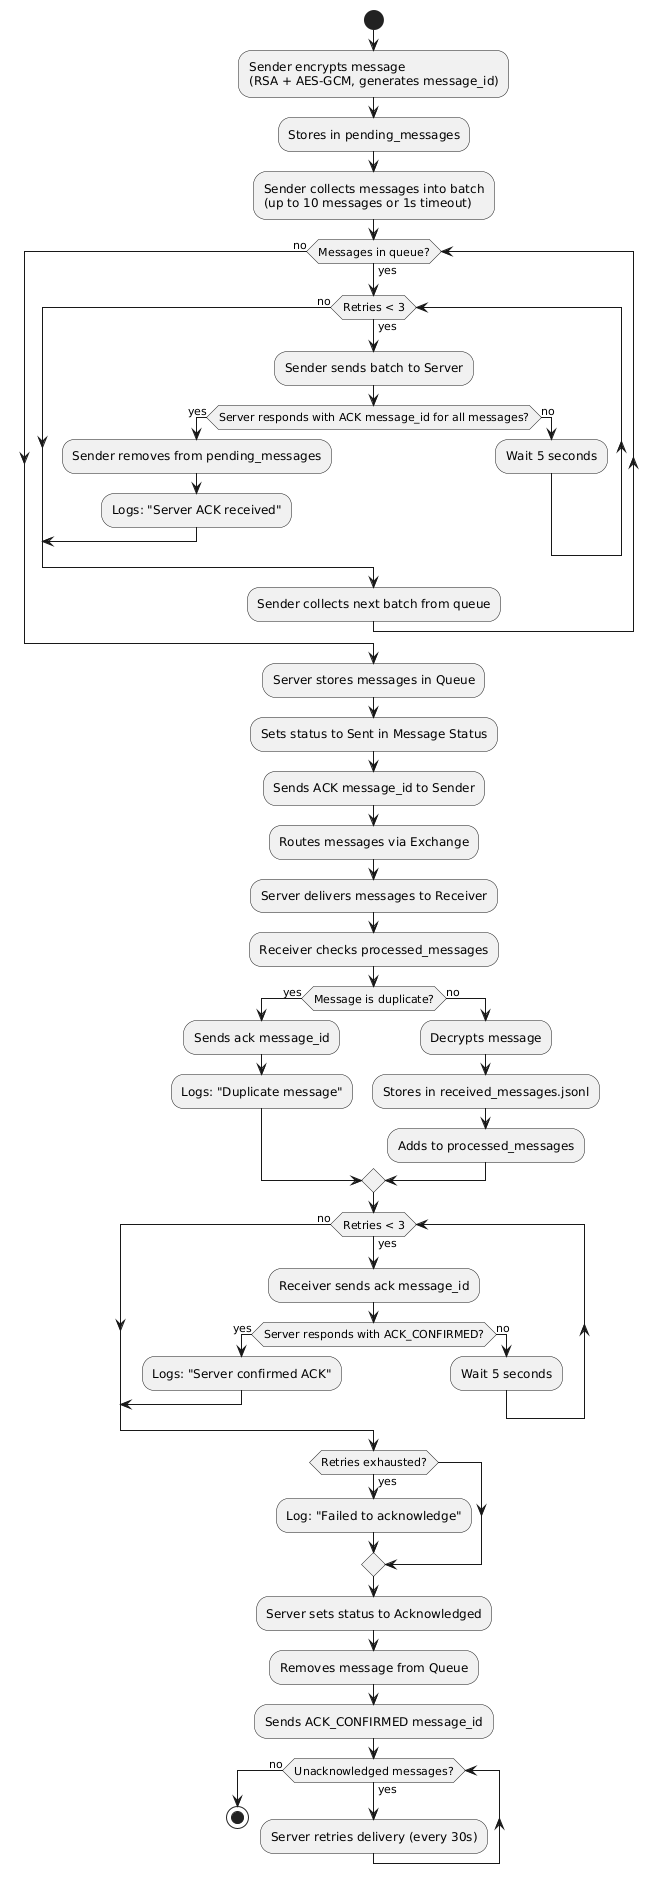 Sender encrypts message
(RSA + AES-GCM, generates message_id)
Stores in pending_messages
Sender collects messages into batch
(up to 10 messages or 1s timeout)
no
Messages in queue?
yes
no
Retries < 3
yes
Sender sends batch to Server
yes
Server responds with ACK message_id for all messages?
no
Sender removes from pending_messages
Wait 5 seconds
Logs: "Server ACK received"
Sender collects next batch from queue
Server stores messages in Queue
Sets status to Sent in Message Status
Sends ACK message_id to Sender
Routes messages via Exchange
Server delivers messages to Receiver
Receiver checks processed_messages
yes
Message is duplicate?
no
Sends ack message_id
Decrypts message
Logs: "Duplicate message"
Stores in received_messages.jsonl
Adds to processed_messages
no
Retries < 3
yes
Receiver sends ack message_id
yes
Server responds with ACK_CONFIRMED?
no
Logs: "Server confirmed ACK"
Wait 5 seconds
Retries exhausted?
yes
Log: "Failed to acknowledge"
Server sets status to Acknowledged
Removes message from Queue
Sends ACK_CONFIRMED message_id
no
Unacknowledged messages?
yes
Server retries delivery (every 30s)